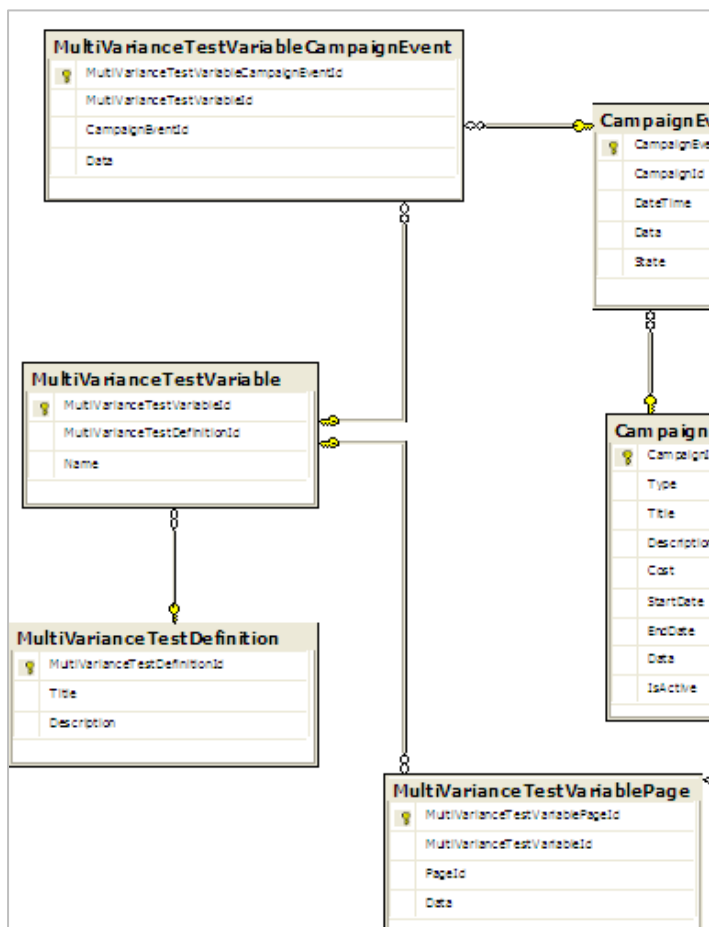 MultiVarianceTestVariableCampaignEvent
MultiVarianceTestVariableCampaignEventId
MultiVarianceTestVariableId
CampaignEventId
Data
CampaignEv
CampaignEve
CampaignId
DateTime
Data
State
MultiVarianceTestVariable
MultiVarianceTestVariableId
MultiVarianceTestDefinitionId
Name
Campaign
CampaignI
Type
Title
Description
Cost
StartDate
EndDate
Data
IsActive
MultiVarianceTestDefinition
MultiVarianceTestDefinitionId
Title
Description
MultiVarianceTestVariablePage
MultiVarianceTestVariablePageId
MultiVarianceTestVariableId
PageId
Data